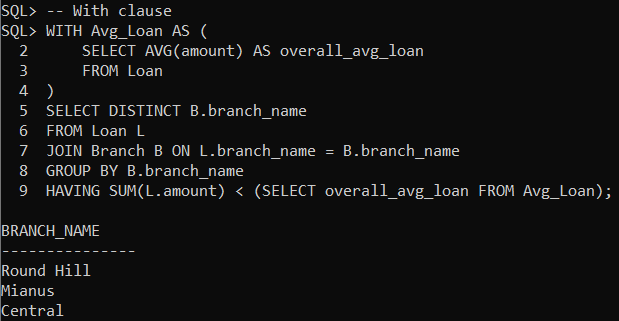 SQL> -- With clause
SQL> WITH Avg_Loan AS (
  2      SELECT AVG(amount) AS overall_avg_loan
  3      FROM Loan
  4  )
  5  SELECT DISTINCT B.branch_name
  6  FROM Loan L
  7  JOIN Branch B ON L.branch_name = B.branch_name
  8  GROUP BY B.branch_name
  9  HAVING SUM(L.amount) < (SELECT overall_avg_loan FROM Avg_Loan);

BRANCH_NAME
---------------
Round Hill
Mianus
Central